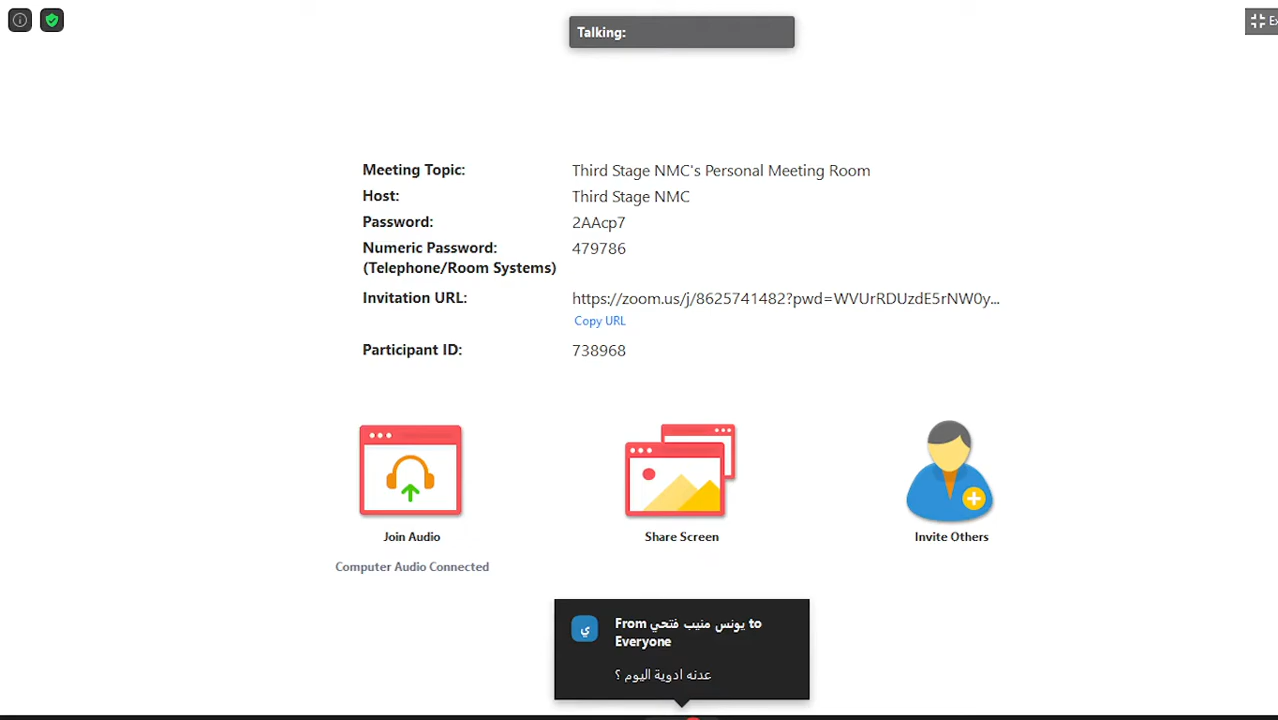 Talking:
Ex
Meeting Topic: Third Stage NMC's Personal Meeting Room
Host: Third Stage NMC
Password: 2AAcp7
Numeric Password: 479786
(Telephone/Room Systems)
Invitation URL: https://zoom.us/j/8625741482?pwd=WVUrRDUzdE5rNW0y...
Copy URL
Participant ID: 738968
Join Audio
Share Screen
Invite Others
Computer Audio Connected
ي
From يونس منيب فتحي to
Everyone
عدنه ادوية اليوم ؟